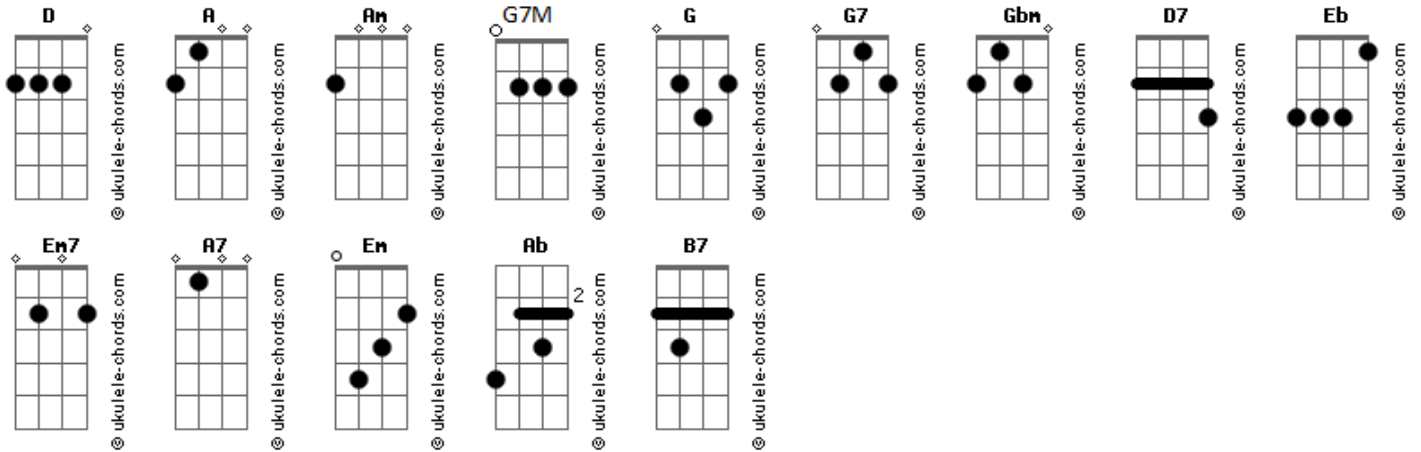 D A Am G7M G G7 Gbm D7 Eb
© ukulele-chords.com © ukulele-chords.com © ukulele-chords.com © ukulele-chords.com © ukulele-chords.com © ukulele-chords.com © ukulele-chords.com © ukulele-chords.com © ukulele-chords.com
Em7 A7 Em Ab B7
2
© ukulele-chords.com © ukulele-chords.com © ukulele-chords.com © ukulele-chords.com © ukulele-chords.com